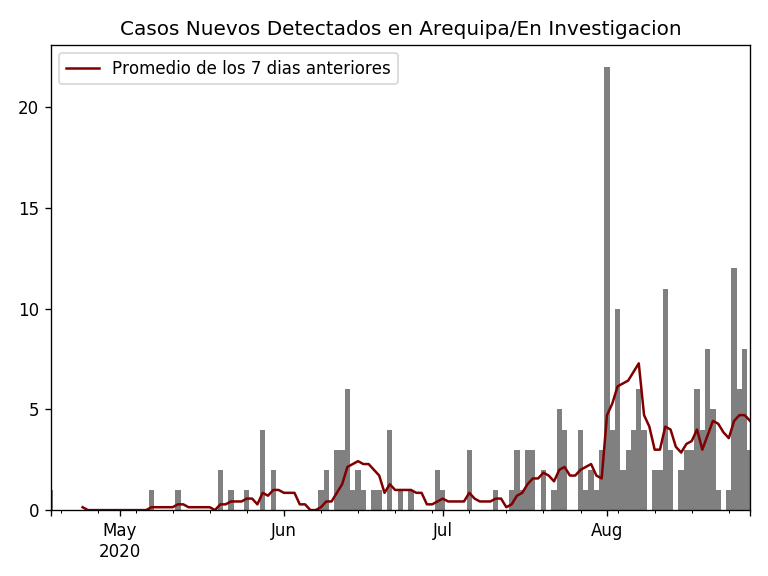 Casos Nuevos Detectados en Arequipa/En Investigacion
Promedio de los 7 dias anteriores
20
15
10
5
0
May Jun Jul Aug
2020